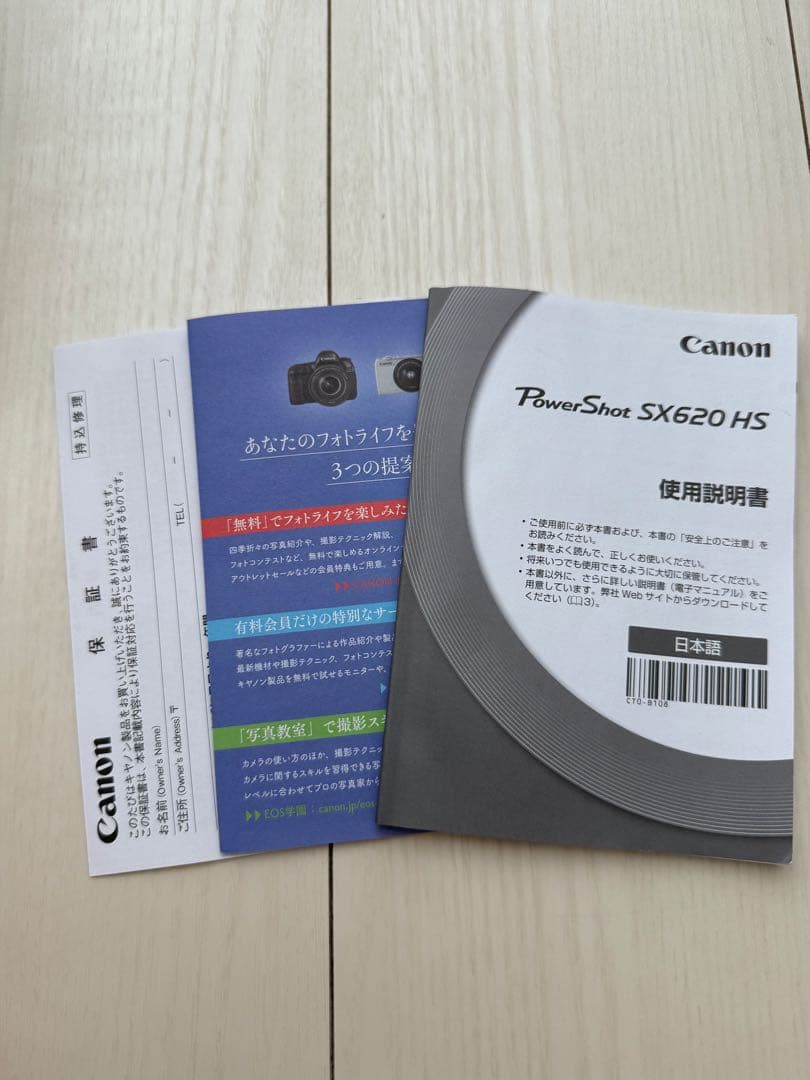 Canon
保証書
持込修理
このたびはキヤノン製品をお買い上げいただき、誠にありがとうございます。
この保証書は、本書記載内容により保証対応を行うことをお約束するものです。
お名前 (Owner's Name)
ご住所 (Owner's Address) 〒
TEL ( － － )
あなたのフォトライフを
3つの提案
「無料」でフォトライフを楽しみた
四季折々の写真紹介や、撮影テクニック解説、
フォトコンテストなど、無料で楽しめるオンライン
アウトレットセールなどの会員特典もご用意。ま
▶▶CANON
有料会員だけの特別なサー
著名なフォトグラファーによる作品紹介や製
最新機材や撮影テクニック、フォトコンテス
キヤノン製品を無料で試せるモニターや、
「写真教室」で撮影スキ
カメラの使い方のほか、撮影テクニッ
カメラに関するスキルを習得できる写
レベルに合わせてプロの写真家から
▶▶EOS学園：canon.jp/eos-
Canon
PowerShot SX620 HS
使用説明書
・ご使用前に必ず本書および、本書の「安全上のご注意」を
お読みください。
・本書をよく読んで、正しくお使いください。
・将来いつでも使用できるように大切に保管してください。
・本書以外に、さらに詳しい説明書（電子マニュアル）をご
用意しています。弊社 Web サイトからダウンロードして
ください（📖3）。
日本語
CT0-B108